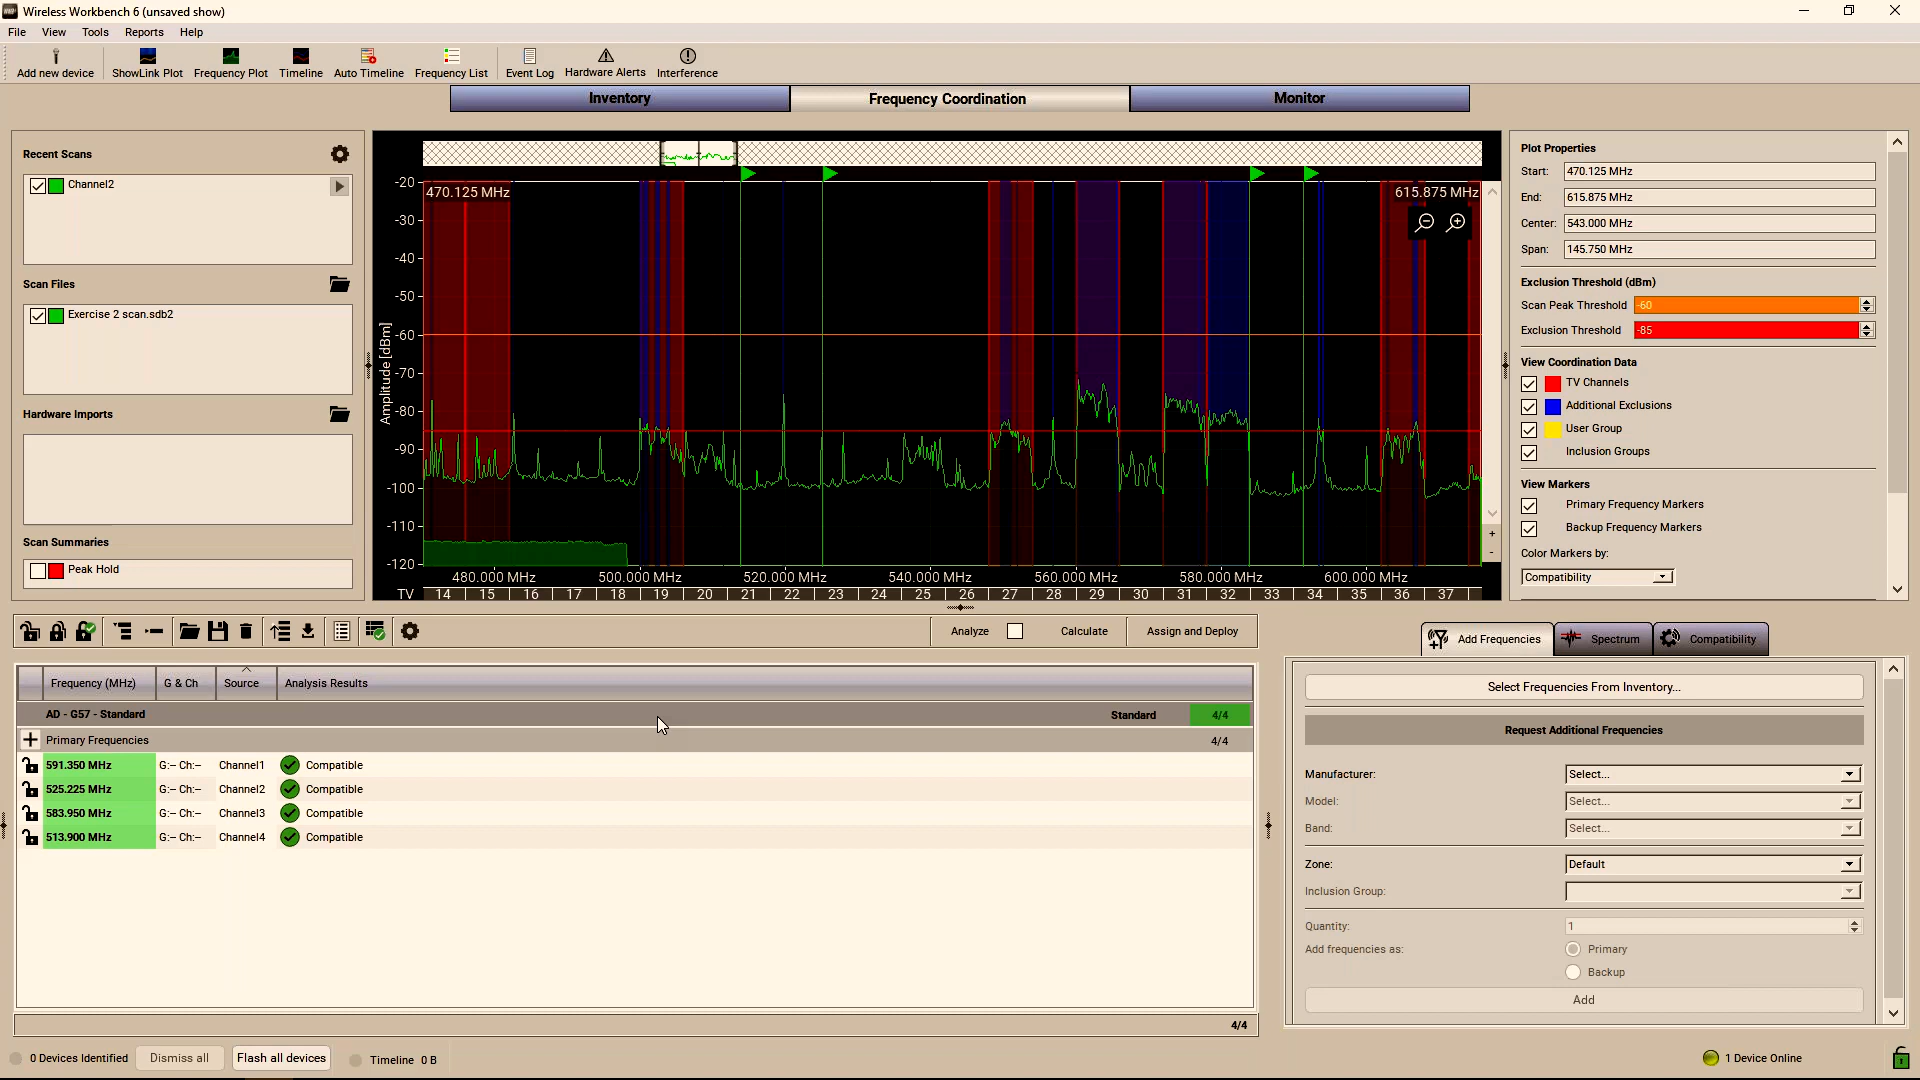 Wireless Workbench 6 (unsaved show)
File View Tools Reports Help
Add new device ShowLink Plot Frequency Plot Timeline Auto Timeline Frequency List Event Log Hardware Alerts Interference
Inventory Frequency Coordination Monitor
Recent Scans
Channel2
Scan Files
Exercise 2 scan.sdb2
Hardware Imports
Scan Summaries
Peak Hold
470.125 MHz
615.875 MHz
Amplitude [dBm]
-20
-30
-40
-50
-60
-70
-80
-90
-100
-110
-120
480.000 MHz 500.000 MHz 520.000 MHz 540.000 MHz 560.000 MHz 580.000 MHz 600.000 MHz
TV 14 15 16 17 18 19 20 21 22 23 24 25 26 27 28 29 30 31 32 33 34 35 36 37
+
-
Plot Properties
Start: 470.125 MHz
End: 615.875 MHz
Center: 543.000 MHz
Span: 145.750 MHz
Exclusion Threshold (dBm)
Scan Peak Threshold -60
Exclusion Threshold -85
View Coordination Data
TV Channels
Additional Exclusions
User Group
Inclusion Groups
View Markers
Primary Frequency Markers
Backup Frequency Markers
Color Markers by:
Compatibility
Analyze Calculate Assign and Deploy
Frequency (MHz) G & Ch Source Analysis Results
AD - G57 - Standard Standard 4/4
Primary Frequencies 4/4
591.350 MHz G:-- Ch:-- Channel1 Compatible
525.225 MHz G:-- Ch:-- Channel2 Compatible
583.950 MHz G:-- Ch:-- Channel3 Compatible
513.900 MHz G:-- Ch:-- Channel4 Compatible
4/4
Add Frequencies Spectrum Compatibility
Select Frequencies From Inventory...
Request Additional Frequencies
Manufacturer: Select...
Model: Select...
Band: Select...
Zone: Default
Inclusion Group:
Quantity: 1
Add frequencies as: Primary
Backup
Add
0 Devices Identified Dismiss all Flash all devices Timeline 0 B 1 Device Online